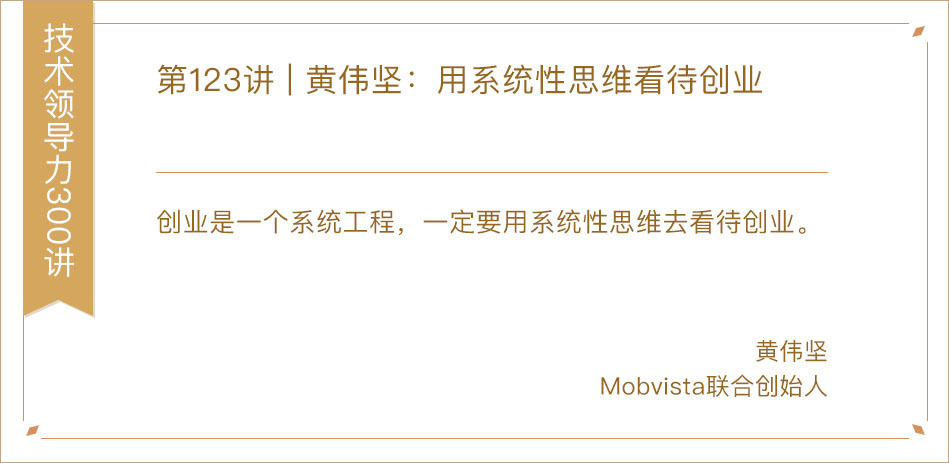 技术领导力300讲
第123讲 | 黄伟坚：用系统性思维看待创业
创业是一个系统工程，一定要用系统性思维去看待创业。
黄伟坚
Mobvista联合创始人